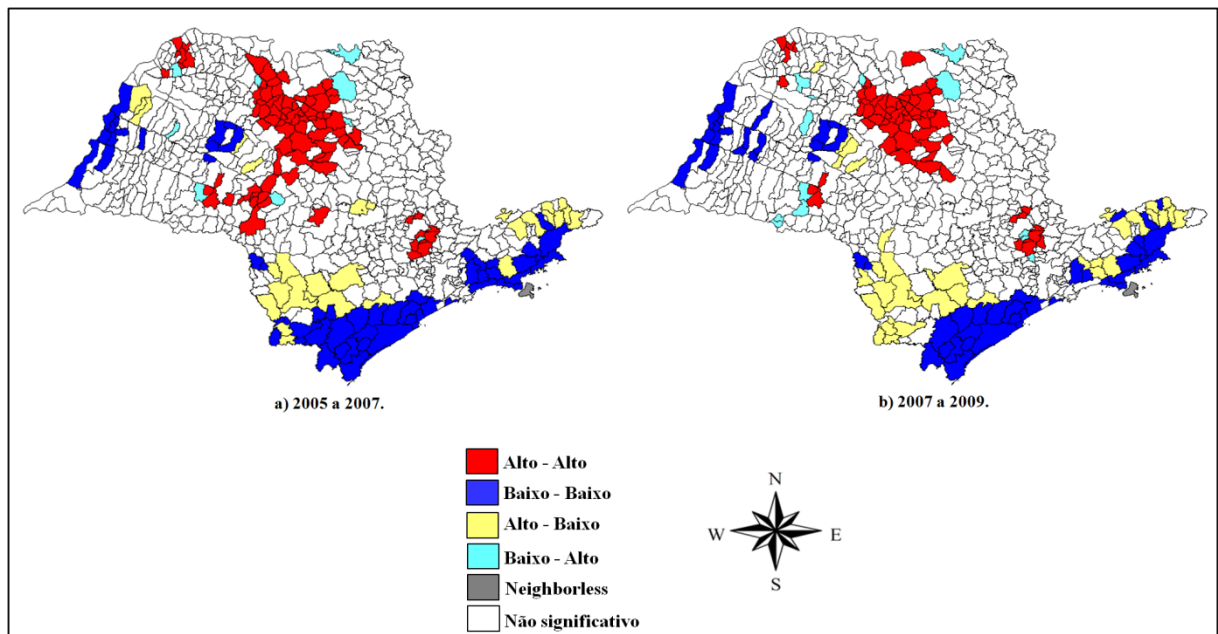 a) 2005 a 2007.
b) 2007 a 2009.
Alto - Alto
Baixo - Baixo
Alto - Baixo
Baixo - Alto
Neighborless
Não significativo
N
W E
S